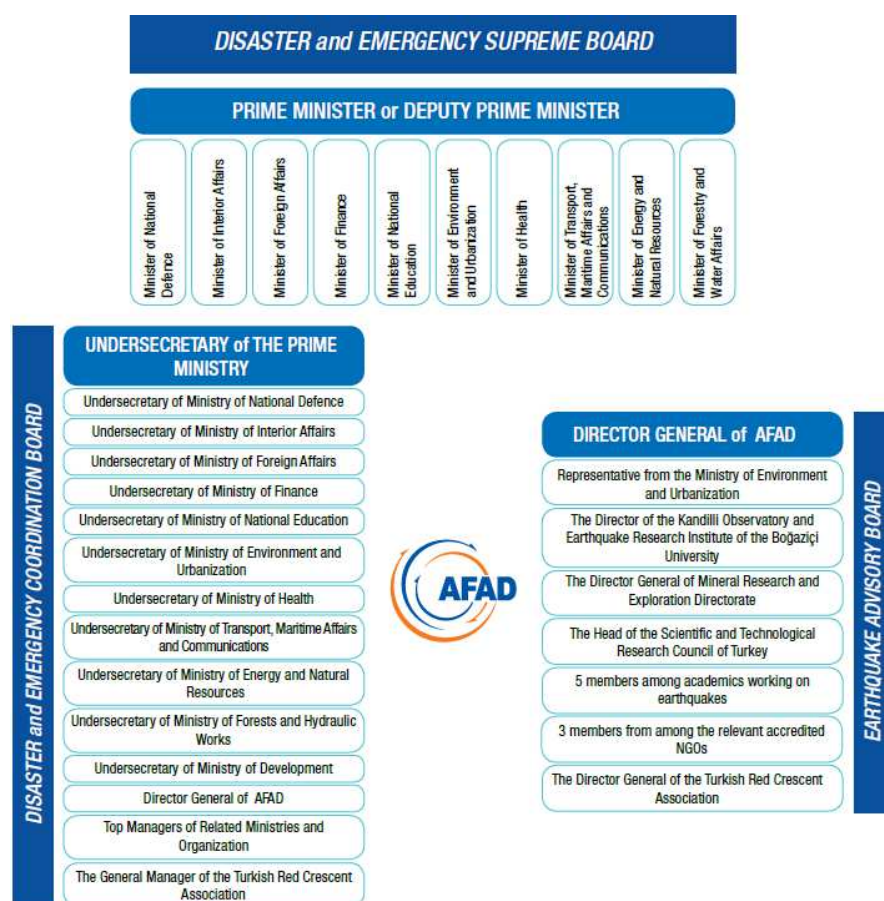 DISASTER and EMERGENCY SUPREME BOARD
PRIME MINISTER or DEPUTY PRIME MINISTER
Minister of National
Defence
Minister of Interior Affairs
Minister of Foreign Affairs
Minister of Finance
Minister of National
Education
Minister of Environment
and Urbanization
Minister of Health
Minister of Transport,
Maritime Affairs and
Communications
Minister of Energy and
Natural Resources
Minister of Forestry and
Water Affairs
DISASTER and EMERGENCY COORDINATION BOARD
UNDERSECRETARY of THE PRIME
MINISTRY
Undersecretary of Ministry of National Defence
Undersecretary of Ministry of Interior Affairs
Undersecretary of Ministry of Foreign Affairs
Undersecretary of Ministry of Finance
Undersecretary of Ministry of National Education
Undersecretary of Ministry of Environment and
Urbanization
Undersecretary of Ministry of Health
Undersecretary of Ministry of Transport, Maritime Affairs
and Communications
Undersecretary of Ministry of Energy and Natural
Resources
Undersecretary of Ministry of Forests and Hydraulic
Works
Undersecretary of Ministry of Development
Director General of AFAD
Top Managers of Related Ministries and
Organization
The General Manager of the Turkish Red Crescent
Association
AFAD
DIRECTOR GENERAL of AFAD
Representative from the Ministry of Environment
and Urbanization
The Director of the Kandilli Observatory and
Earthquake Research Institute of the Boğaziçi
University
The Director General of Mineral Research and
Exploration Directorate
The Head of the Scientific and Technological
Research Council of Turkey
5 members among academics working on
earthquakes
3 members from among the relevant accredited
NGOs
The Director General of the Turkish Red Crescent
Association
EARTHQUAKE ADVISORY BOARD